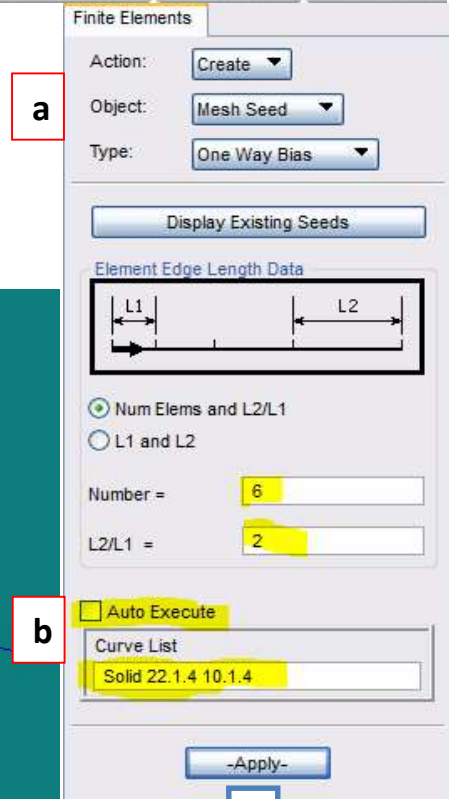 Finite Elements
Action: Create
a
Object: Mesh Seed
Type: One Way Bias
Display Existing Seeds
Element Edge Length Data
L1 L2
Num Elems and L2/L1
L1 and L2
Number = 6
L2/L1 = 2
Auto Execute
b
Curve List
Solid 22.1.4 10.1.4
-Apply-